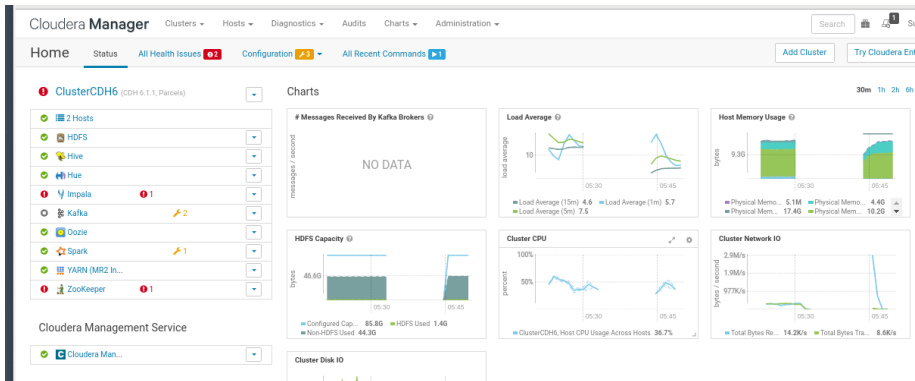 Cloudera Manager Clusters Hosts Diagnostics Audits Charts Administration Search 1
Home Status All Health Issues 2 Configuration 3 All Recent Commands 1 Add Cluster Try Cloudera Ent
ClusterCDH6 (CDH 6.1.1, Parcels)
2 Hosts
HDFS
Hive
Hue
Impala 1
Kafka 2
Oozie
Spark 1
YARN (MR2 In...
ZooKeeper 1
Cloudera Management Service
Cloudera Man...
Charts 30m 1h 2h 6h
# Messages Received By Kafka Brokers
messages / second
NO DATA
Load Average
load average
10
05:30 05:45
Load Average (15m) 4.6 Load Average (1m) 5.7
Load Average (5m) 7.5
Host Memory Usage
bytes
9.3G
05:30 05:45
Physical Memo... 5.1M Physical Memo... 4.4G
Physical Mem... 17.4G Physical Memo... 10.2G
HDFS Capacity
bytes
46.6G
05:30 05:45
Configured Cap... 85.8G HDFS Used 1.4G
Non-HDFS Used 44.3G
Cluster CPU
percent
100%
50%
05:30 05:45
ClusterCDH6, Host CPU Usage Across Hosts 36.7%
Cluster Network IO
bytes / second
2.9M/s
1.9M/s
977K/s
05:30 05:45
Total Bytes Re... 14.2K/s Total Bytes Tra... 8.6K/s
Cluster Disk IO